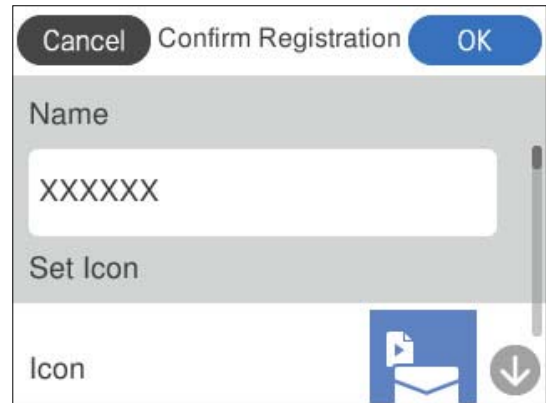 Cancel Confirm Registration OK
Name
XXXXXX
Set Icon
Icon